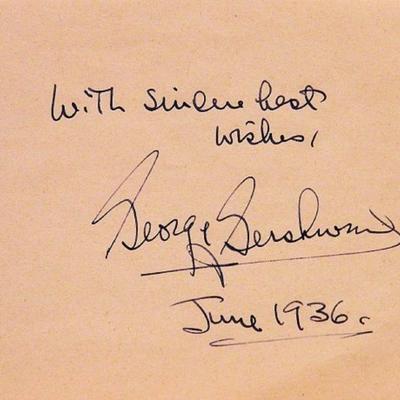 With sincere best
wishes,
George Gershwin
June 1936.